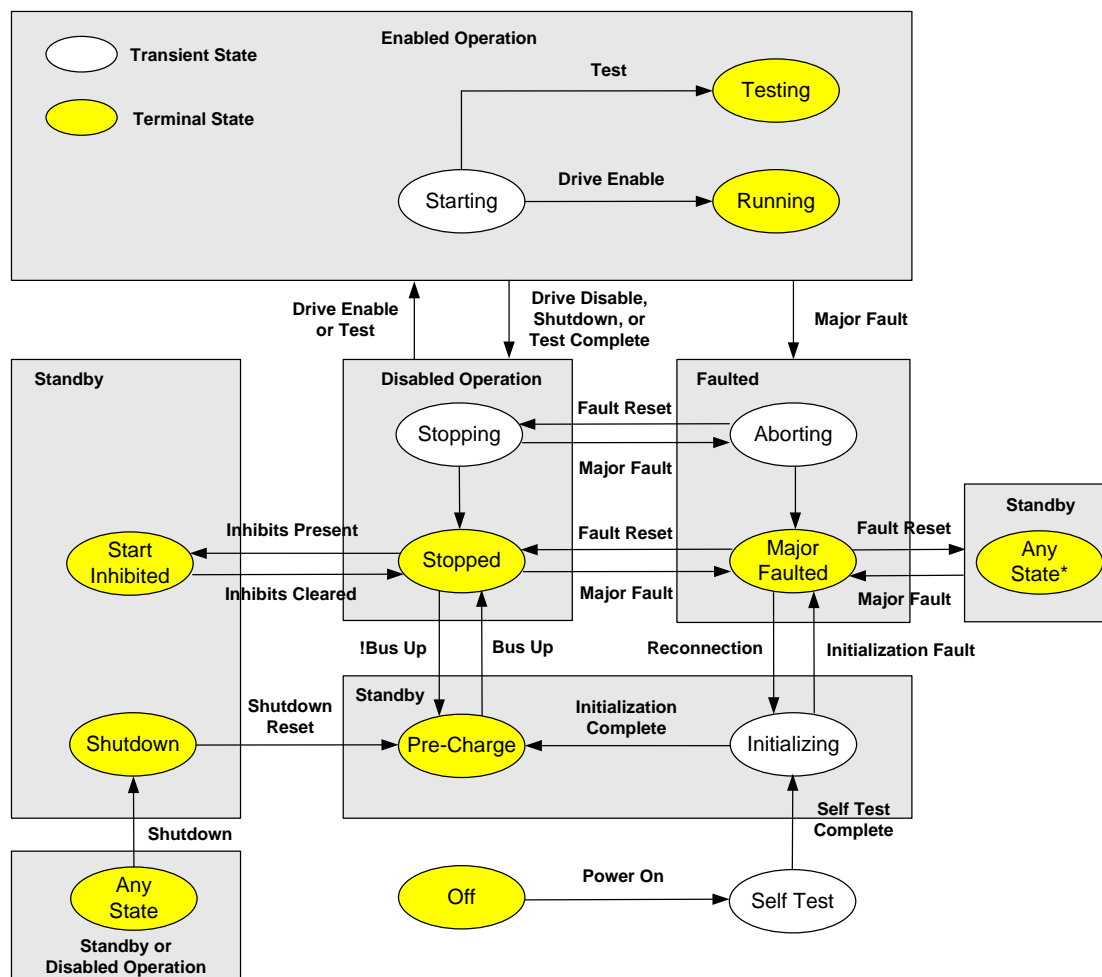 Enabled Operation
Transient State
Terminal State
Test
Testing
Starting
Drive Enable
Running
Drive Enable
or Test
Drive Disable,
Shutdown, or
Test Complete
Major Fault
Standby
Disabled Operation
Faulted
Stopping
Fault Reset
Major Fault
Aborting
Standby
Start
Inhibited
Inhibits Present
Inhibits Cleared
Stopped
Fault Reset
Major Fault
Major
Faulted
Fault Reset
Major Fault
Any
State*
!Bus Up
Bus Up
Reconnection
Initialization Fault
Standby
Shutdown
Shutdown
Reset
Pre-Charge
Initialization
Complete
Initializing
Shutdown
Self Test
Complete
Any
State
Standby or
Disabled Operation
Off
Power On
Self Test